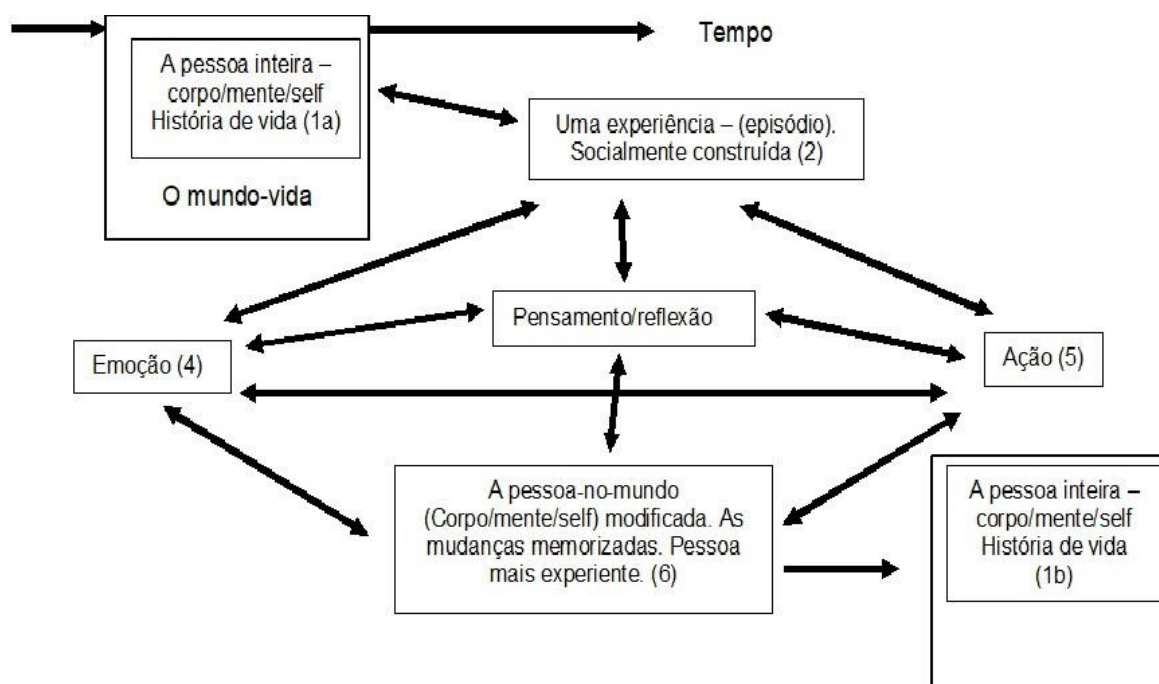 Tempo
A pessoa inteira –
corpo/mente/self
História de vida (1a)
O mundo-vida
Uma experiência – (episódio).
Socialmente construída (2)
Pensamento/reflexão
Emoção (4)
Ação (5)
A pessoa-no-mundo
(Corpo/mente/self) modificada. As
mudanças memorizadas. Pessoa
mais experiente. (6)
A pessoa inteira –
corpo/mente/self
História de vida
(1b)